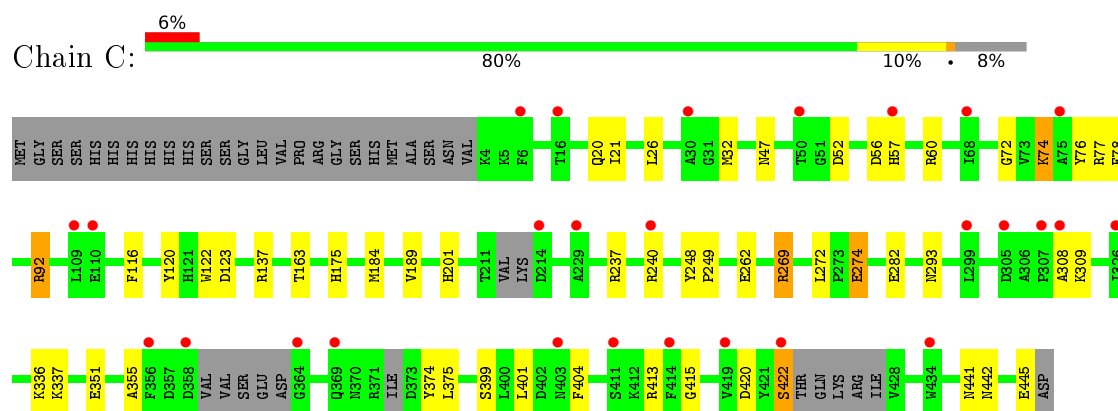 6%
Chain C:
80% 10% • 8%
MET GLY SER SER HIS HIS HIS HIS HIS HIS SER SER GLY LEU VAL PRO ARG GLY SER HIS MET ALA SER ASN VAL K4 K5 F6 T16 Q20 I21 L26 A30 G31 M32 N47 T50 G51 D52 D56 H57 R60 I68 G72 V73 K74 A75 Y76 R77 E78
R92 L109 E110 F116 Y120 H121 W122 D123 R137 T163 H175 M184 V189 H201 T211 VAL LYS D214 A229 R237 R240 Y248 P249 E262 R269 L272 P273 E274 E282 N293 L299 D305 A306 P307 A308 K309 I326
K336 K337 E351 A355 F356 D357 D358 VAL VAL SER GLU ASP G364 Q369 N370 R371 ILE D373 Y374 L375 S399 L400 L401 D402 N403 F404 S411 K412 R413 F414 G415 V419 D420 Y421 S422 THR GLN LYS ARG ILE V428 W434 N441 N442 E445 ASP